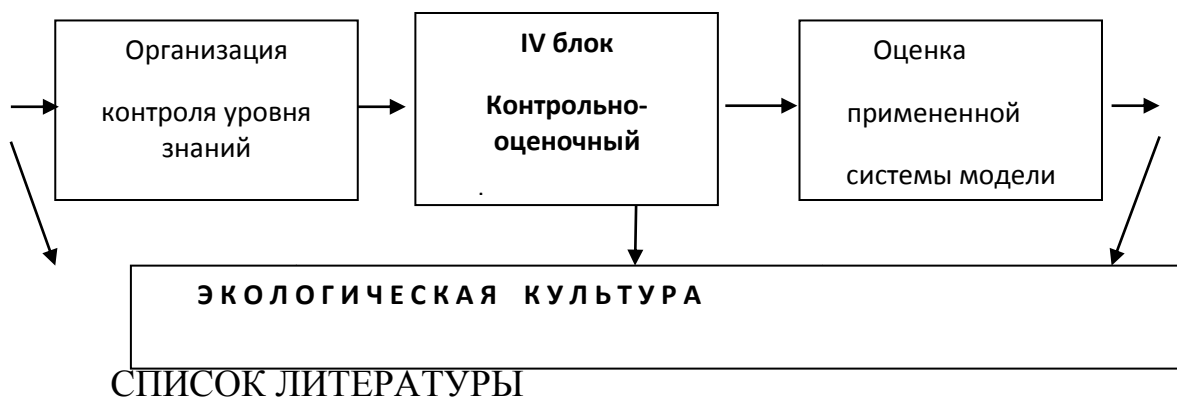 Организация
контроля уровня
знаний
IV блок
Контрольно-
оценочный
.
Оценка
примененной
системы модели
ЭКОЛОГИЧЕСКАЯ КУЛЬТУРА
СПИСОК ЛИТЕРАТУРЫ